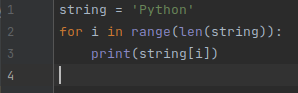 1 string = 'Python'
2 for i in range(len(string)):
3     print(string[i])
4